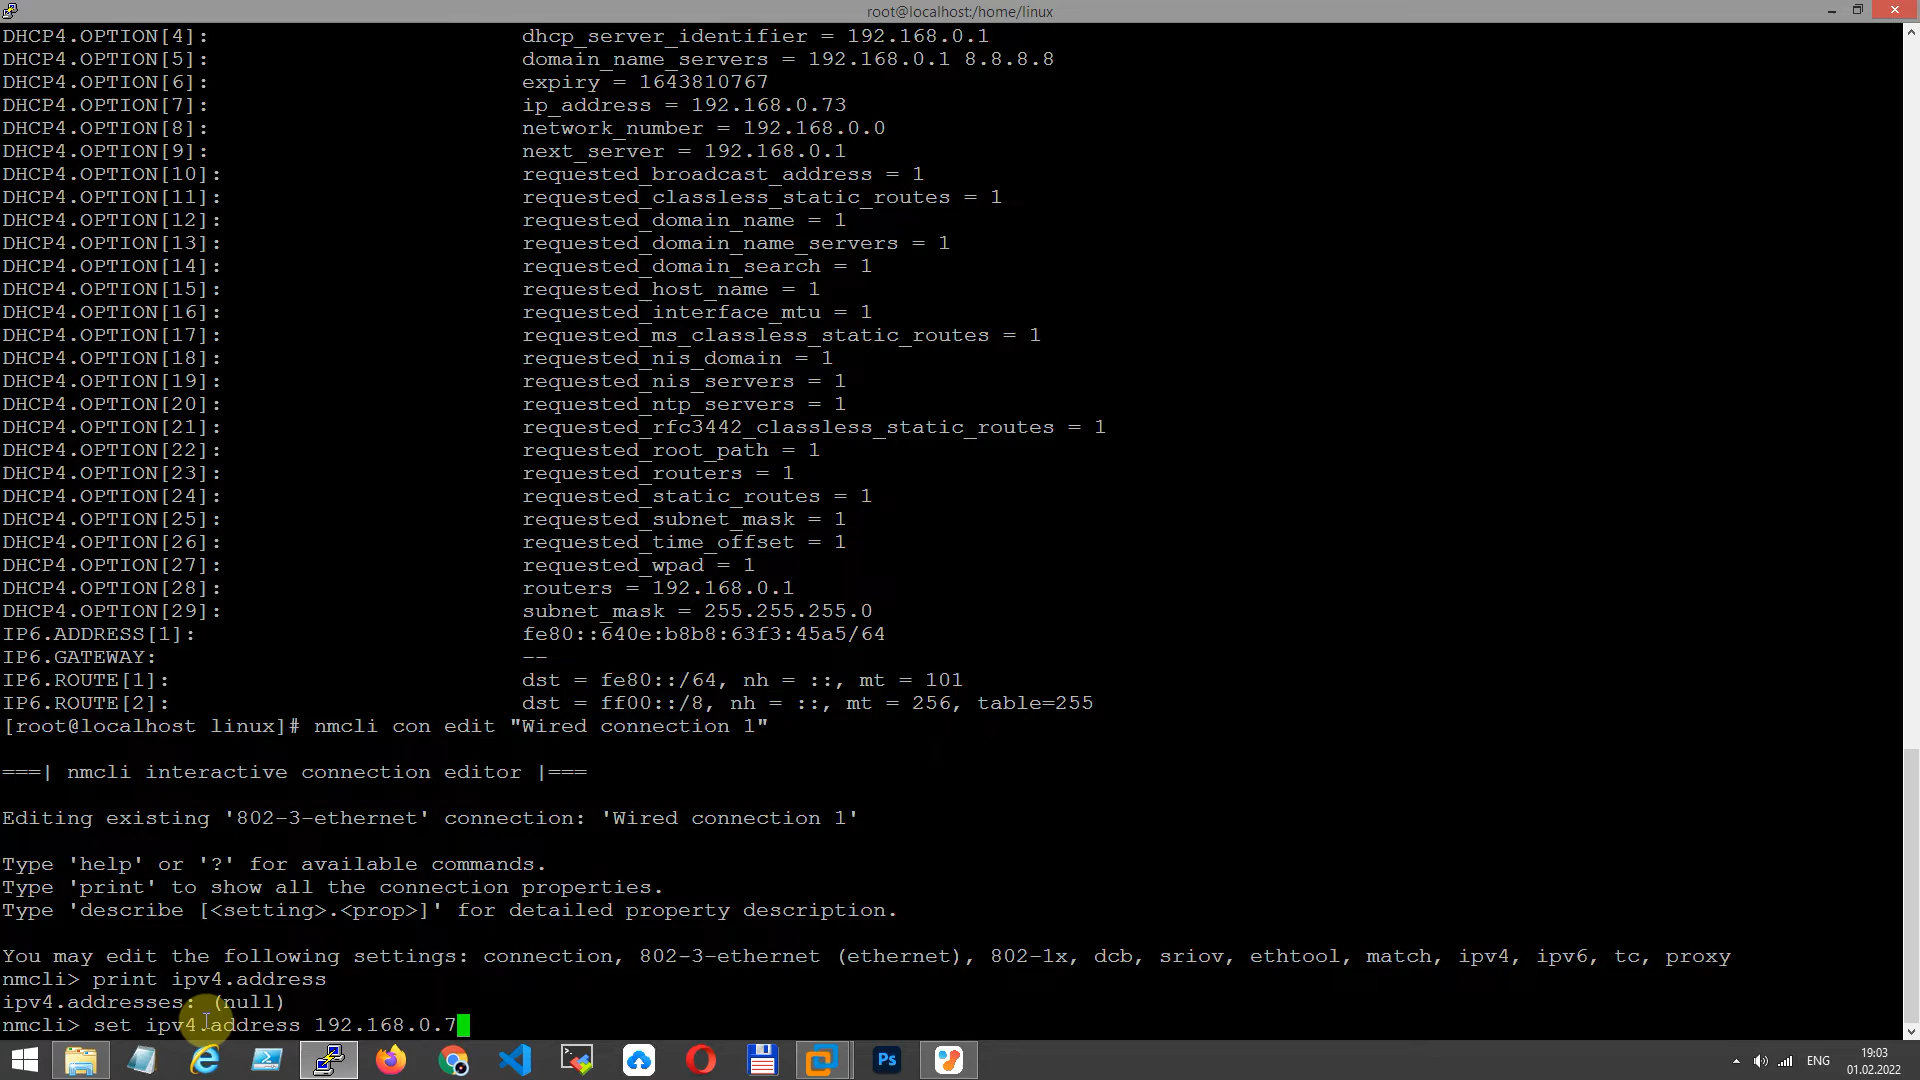 root@localhost:/home/linux
DHCP4.OPTION[4]: dhcp_server_identifier = 192.168.0.1
DHCP4.OPTION[5]: domain_name_servers = 192.168.0.1 8.8.8.8
DHCP4.OPTION[6]: expiry = 1643810767
DHCP4.OPTION[7]: ip_address = 192.168.0.73
DHCP4.OPTION[8]: network_number = 192.168.0.0
DHCP4.OPTION[9]: next_server = 192.168.0.1
DHCP4.OPTION[10]: requested_broadcast_address = 1
DHCP4.OPTION[11]: requested_classless_static_routes = 1
DHCP4.OPTION[12]: requested_domain_name = 1
DHCP4.OPTION[13]: requested_domain_name_servers = 1
DHCP4.OPTION[14]: requested_domain_search = 1
DHCP4.OPTION[15]: requested_host_name = 1
DHCP4.OPTION[16]: requested_interface_mtu = 1
DHCP4.OPTION[17]: requested_ms_classless_static_routes = 1
DHCP4.OPTION[18]: requested_nis_domain = 1
DHCP4.OPTION[19]: requested_nis_servers = 1
DHCP4.OPTION[20]: requested_ntp_servers = 1
DHCP4.OPTION[21]: requested_rfc3442_classless_static_routes = 1
DHCP4.OPTION[22]: requested_root_path = 1
DHCP4.OPTION[23]: requested_routers = 1
DHCP4.OPTION[24]: requested_static_routes = 1
DHCP4.OPTION[25]: requested_subnet_mask = 1
DHCP4.OPTION[26]: requested_time_offset = 1
DHCP4.OPTION[27]: requested_wpad = 1
DHCP4.OPTION[28]: routers = 192.168.0.1
DHCP4.OPTION[29]: subnet_mask = 255.255.255.0
IP6.ADDRESS[1]: fe80::640e:b8b8:63f3:45a5/64
IP6.GATEWAY: --
IP6.ROUTE[1]: dst = fe80::/64, nh = ::, mt = 101
IP6.ROUTE[2]: dst = ff00::/8, nh = ::, mt = 256, table=255
[root@localhost linux]# nmcli con edit "Wired connection 1"
===| nmcli interactive connection editor |===
Editing existing '802-3-ethernet' connection: 'Wired connection 1'
Type 'help' or '?' for available commands.
Type 'print' to show all the connection properties.
Type 'describe [<setting>.<prop>]' for detailed property description.
You may edit the following settings: connection, 802-3-ethernet (ethernet), 802-1x, dcb, sriov, ethtool, match, ipv4, ipv6, tc, proxy
nmcli> print ipv4.address
ipv4.addresses: (null)
nmcli> set ipv4.address 192.168.0.7
Ps
ENG
19:03
01.02.2022